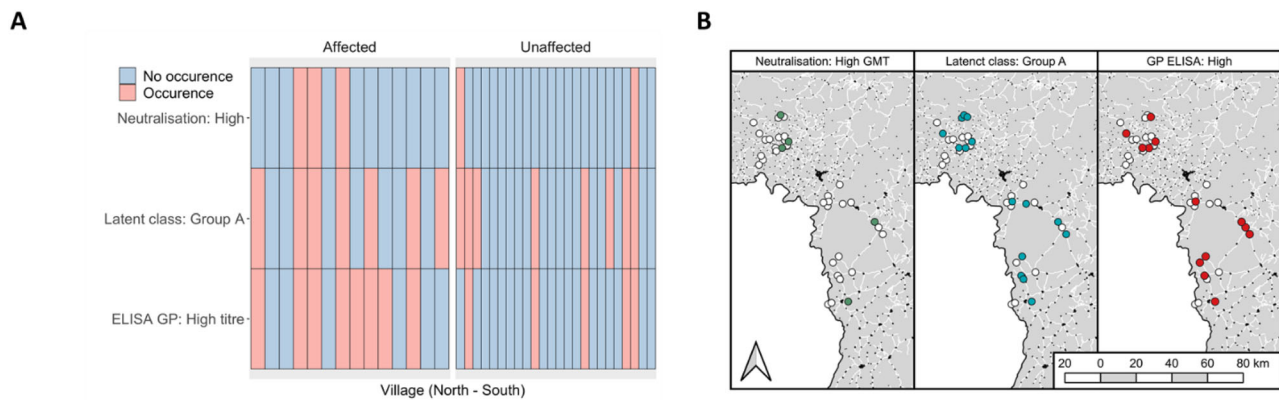 A
Affected
Unaffected
No occurence
Occurence
Neutralisation: High
Latent class: Group A
ELISA GP: High titre
Village (North - South)
B
Neutralisation: High GMT
Latenct class: Group A
GP ELISA: High
20 0 20 40 60 80 km